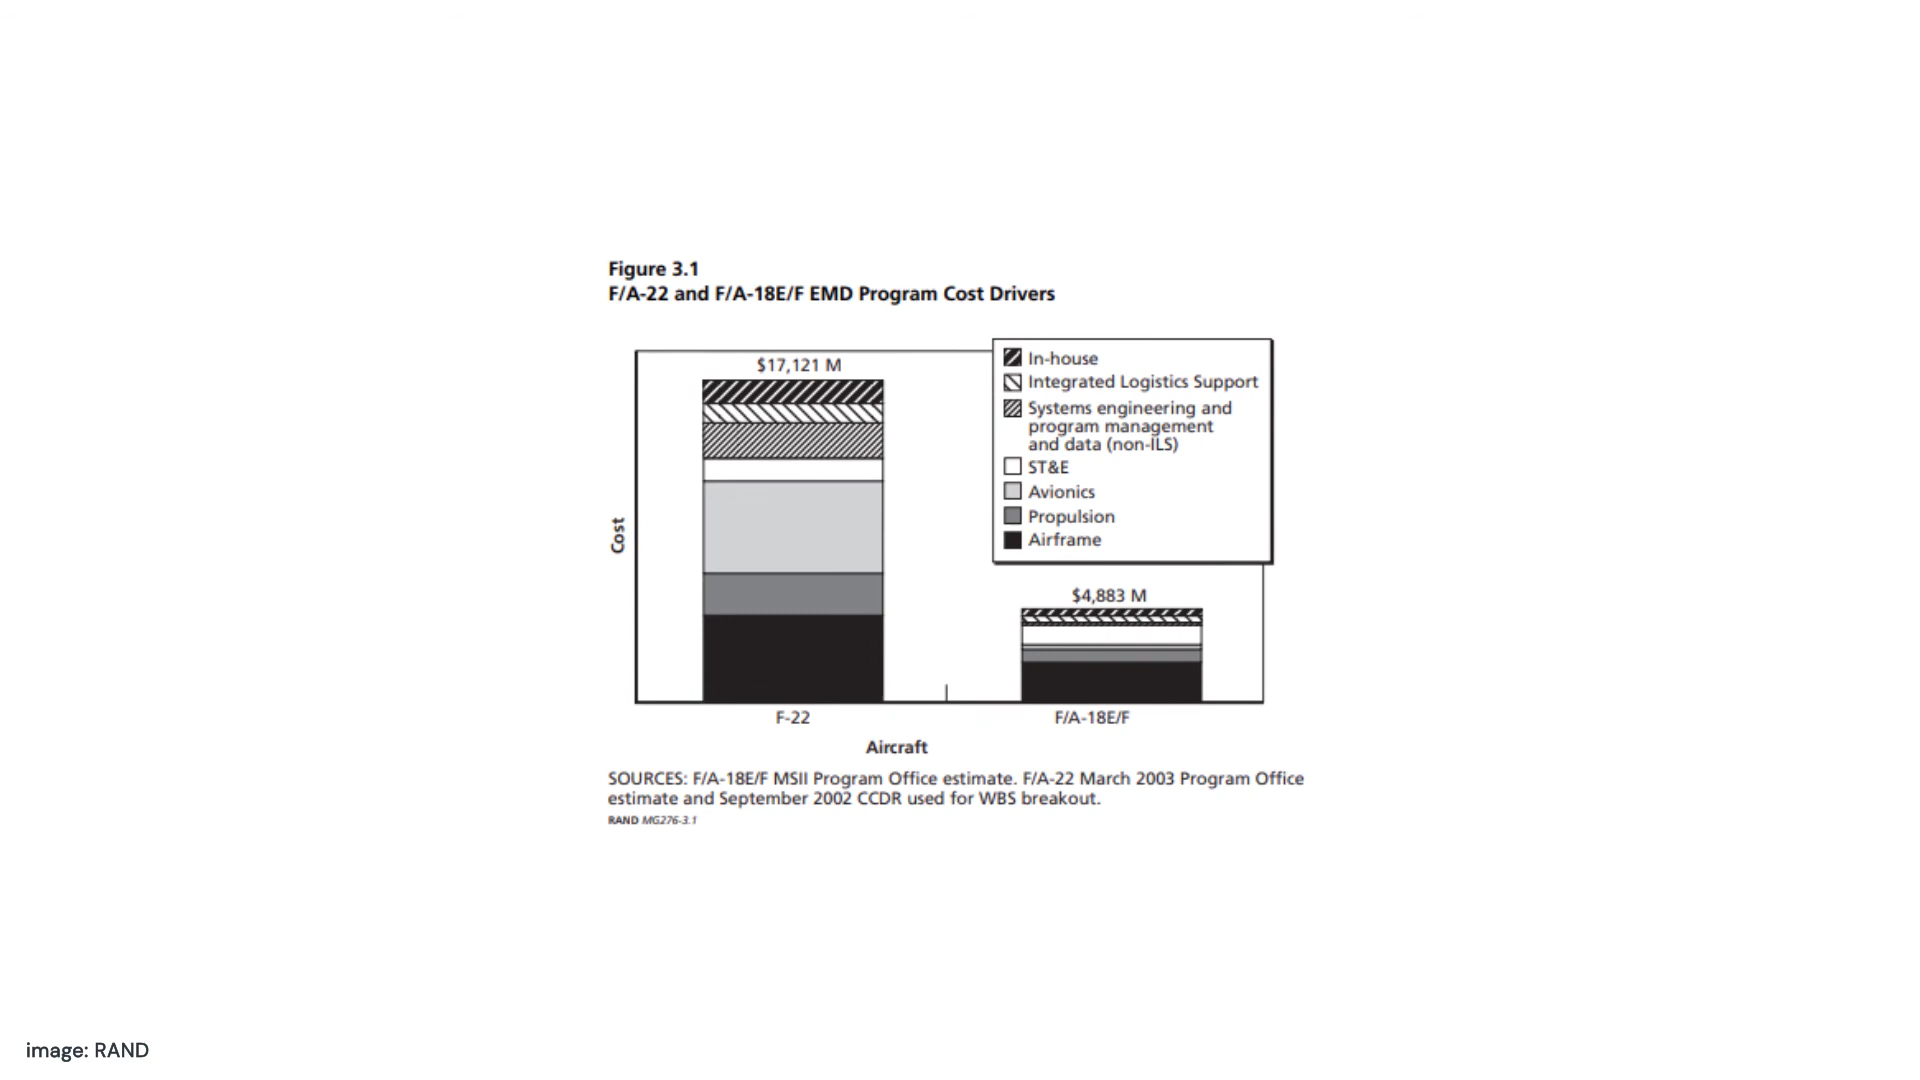 Figure 3.1
F/A-22 and F/A-18E/F EMD Program Cost Drivers
$17,121 M
In-house
Integrated Logistics Support
Systems engineering and
program management
and data (non-ILS)
ST&E
Avionics
Propulsion
Airframe
Cost
$4,883 M
F-22
F/A-18E/F
Aircraft
SOURCES: F/A-18E/F MSII Program Office estimate. F/A-22 March 2003 Program Office
estimate and September 2002 CCDR used for WBS breakout.
RAND MG276-3.1
image: RAND